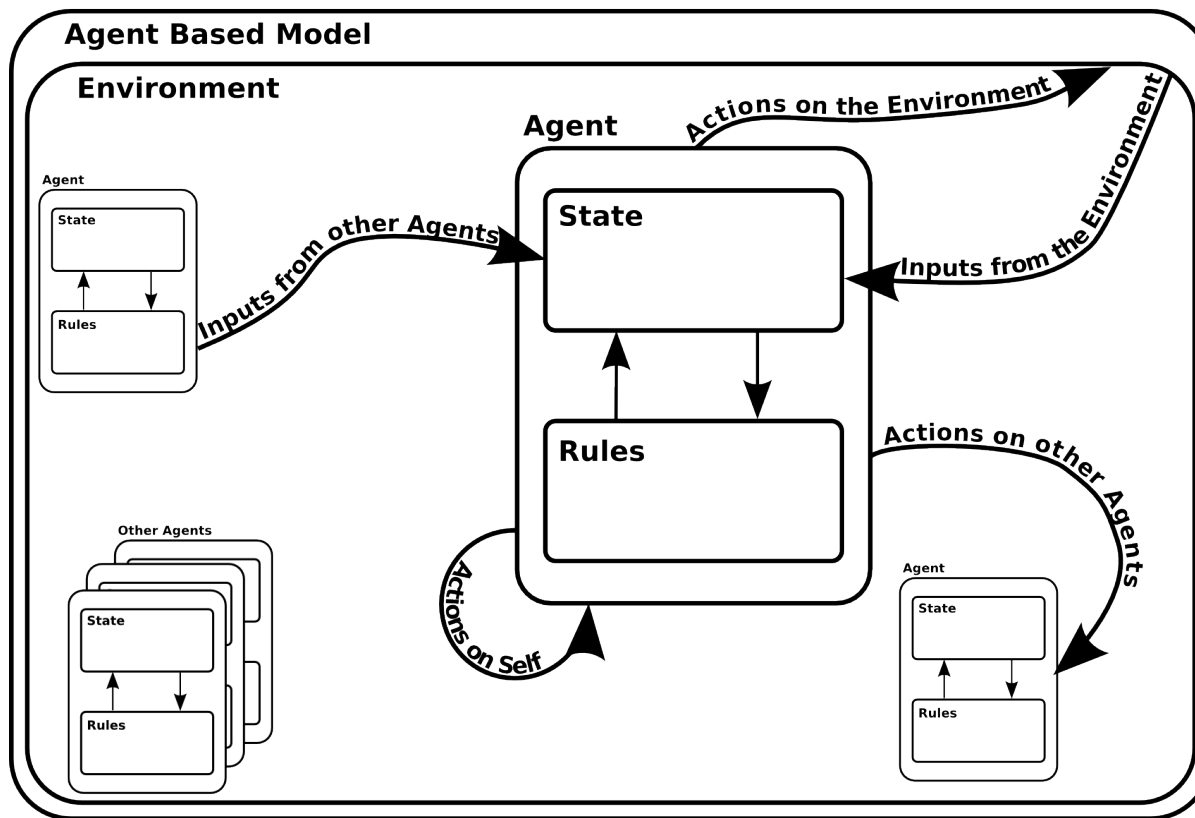 Agent Based Model
Environment
Actions on the Environment
Agent
Inputs from the Environment
Agent
State
Rules
Inputs from other Agents
State
Rules
Actions on other Agents
Actions on Self
Other Agents
State
Rules
Agent
State
Rules